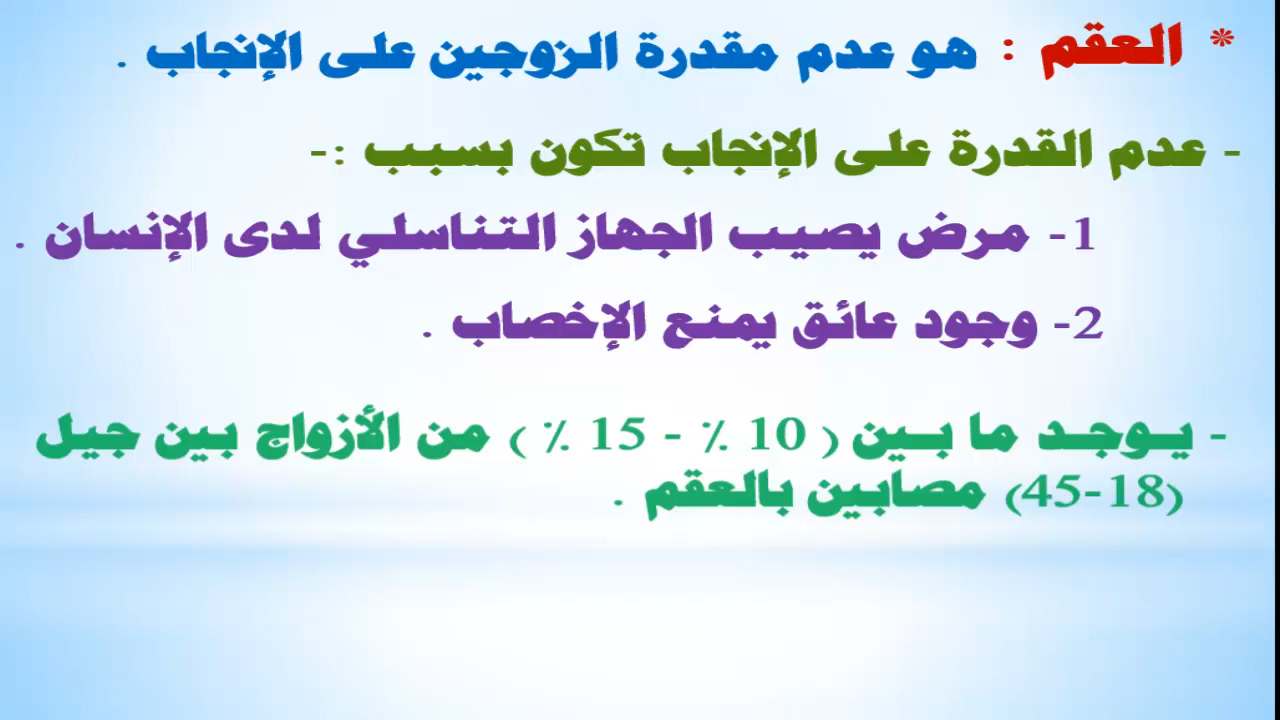 * العقم : هو عدم مقدرة الزوجين على الإنجاب .
- عدم القدرة على الإنجاب تكون بسبب :-
1- مرض يصيب الجهاز التناسلي لدى الإنسان .
2- وجود عائق يمنع الإخصاب .
- يوجد ما بين ( 10 ٪ - 15 ٪ ) من الأزواج بين جيل
(18-45) مصابين بالعقم .